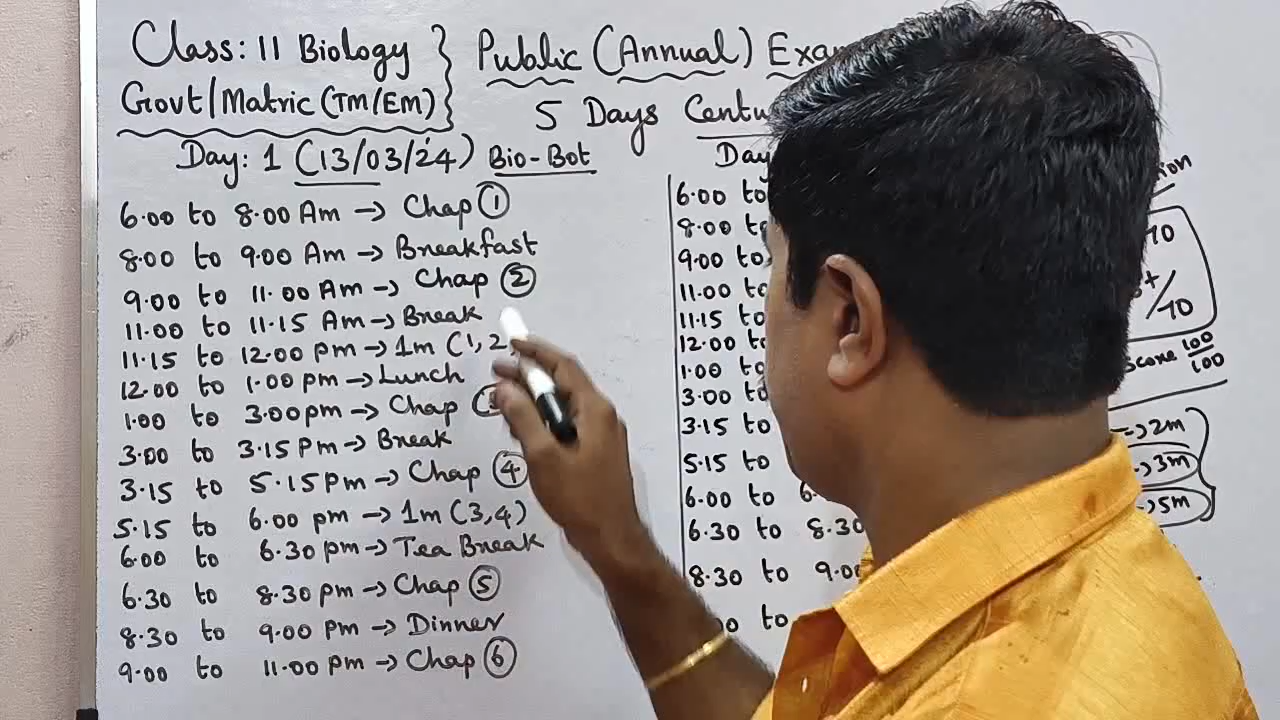 Class: 11 Biology
Govt/Matric (TM/EM)
Public (Annual)
5 Days
Day: 1 (13/03/24) Bio-Bot
6.00 to 8.00 Am -> Chap 1
8.00 to 9.00 Am -> Breakfast
9.00 to 11.00 Am -> Chap 2
11.00 to 11.15 Am -> Break
11.15 to 12.00 pm -> 1m (1, 2
12.00 to 1.00 pm -> Lunch
1.00 to 3.00 pm -> Chap
3.00 to 3.15 Pm -> Break
3.15 to 5.15 Pm -> Chap 4
5.15 to 6.00 pm -> 1m (3,4)
6.00 to 6.30 pm -> Tea Break
6.30 to 8.30 pm -> Chap 5
8.30 to 9.00 Pm -> Dinner
9.00 to 11.00 pm -> Chap 6
Day
6.00 to
8.00 to
9.00 to
11.00 to
11.15 to
12.00 to
1.00 to
3.00 to
3.15 to
5.15 to
6.00 to
6.30 to 8.30
8.30 to 9.00
to
/70
Score 100/100
-> 2m
-> 3m
-> 5m